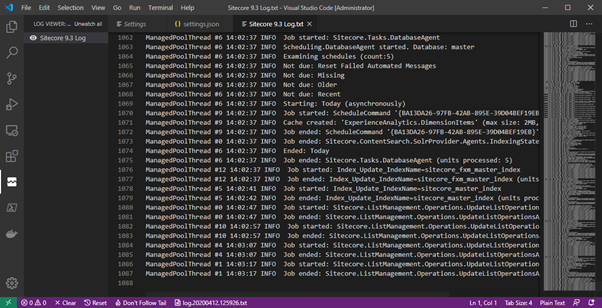 File Edit Selection View Go Run Terminal Help Sitecore 9.3 Log.txt - Visual Studio Code [Administrator]
LOG VIEWER: ... Unwatch all
Settings settings.json Sitecore 9.3 Log.txt
Sitecore 9.3 Log
1062 ManagedPoolThread #6 14:02:37 INFO Job started: Sitecore.Tasks.DatabaseAgent
1063 ManagedPoolThread #6 14:02:37 INFO Scheduling.DatabaseAgent started. Database: master
1064 ManagedPoolThread #6 14:02:37 INFO Examining schedules (count:5)
1065 ManagedPoolThread #6 14:02:37 INFO Not due: Reset Failed Automated Messages
1066 ManagedPoolThread #6 14:02:37 INFO Not due: Missing
1067 ManagedPoolThread #6 14:02:37 INFO Not due: Older
1068 ManagedPoolThread #6 14:02:37 INFO Not due: Recent
1069 ManagedPoolThread #6 14:02:37 INFO Starting: Today (asynchronously)
1070 ManagedPoolThread #9 14:02:37 INFO Job started: ScheduleCommand '{BA13DA26-97FB-42AB-895E-39D04BEF19EB}
1071 ManagedPoolThread #9 14:02:37 INFO Cache created: 'ExperienceAnalytics.DimensionItems' (max size: 2MB,
1072 ManagedPoolThread #9 14:02:37 INFO Job ended: ScheduleCommand '{BA13DA26-97FB-42AB-895E-39D04BEF19EB}'
1073 ManagedPoolThread #0 14:02:37 INFO Job ended: Sitecore.ContentSearch.SolrProvider.Agents.IndexingState
1074 ManagedPoolThread #6 14:02:37 INFO Ended: Today
1075 ManagedPoolThread #6 14:02:37 INFO Job ended: Sitecore.Tasks.DatabaseAgent (units processed: 5)
1076 ManagedPoolThread #12 14:02:37 INFO Job started: Index_Update_IndexName=sitecore_fxm_master_index
1077 ManagedPoolThread #12 14:02:37 INFO Job ended: Index_Update_IndexName=sitecore_fxm_master_index (units
1078 ManagedPoolThread #5 14:02:41 INFO Job started: Index_Update_IndexName=sitecore_master_index
1079 ManagedPoolThread #5 14:02:42 INFO Job ended: Index_Update_IndexName=sitecore_master_index (units proc
1080 ManagedPoolThread #0 14:02:47 INFO Job started: Sitecore.ListManagement.Operations.UpdateListOperation
1081 ManagedPoolThread #0 14:02:47 INFO Job ended: Sitecore.ListManagement.Operations.UpdateListOperationsA
1082 ManagedPoolThread #10 14:02:57 INFO Job started: Sitecore.ListManagement.Operations.UpdateListOperatio
1083 ManagedPoolThread #10 14:02:57 INFO Job ended: Sitecore.ListManagement.Operations.UpdateListOperations
1084 ManagedPoolThread #4 14:03:07 INFO Job started: Sitecore.ListManagement.Operations.UpdateListOperation
1085 ManagedPoolThread #4 14:03:07 INFO Job ended: Sitecore.ListManagement.Operations.UpdateListOperationsA
1086 ManagedPoolThread #1 14:03:17 INFO Job started: Sitecore.ListManagement.Operations.UpdateListOperation
1087 ManagedPoolThread #1 14:03:17 INFO Job ended: Sitecore.ListManagement.Operations.UpdateListOperationsA
1088
0 0 Clear Reset Don't Follow Tail log.20200412.125926.txt Ln 1, Col 1 Tab Size: 4 Plain Text